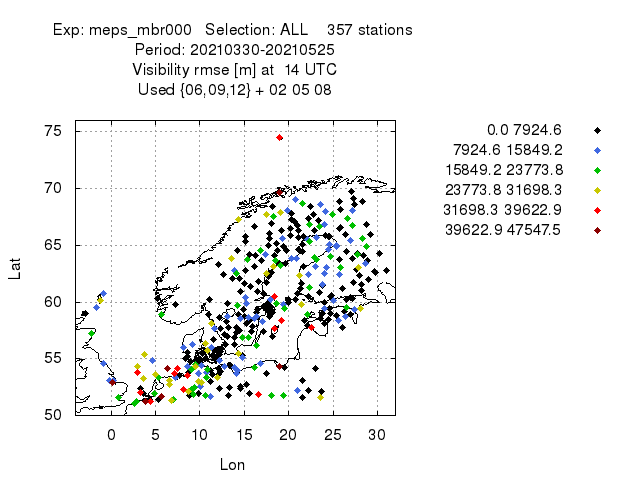 Exp: meps_mbr000 Selection: ALL 357 stations
Period: 20210330-20210525
Visibility rmse [m] at 14 UTC
Used {06,09,12} + 02 05 08
0.0 7924.6
7924.6 15849.2
15849.2 23773.8
23773.8 31698.3
31698.3 39622.9
39622.9 47547.5
75
70
65
60
55
50
Lat
0 5 10 15 20 25 30
Lon